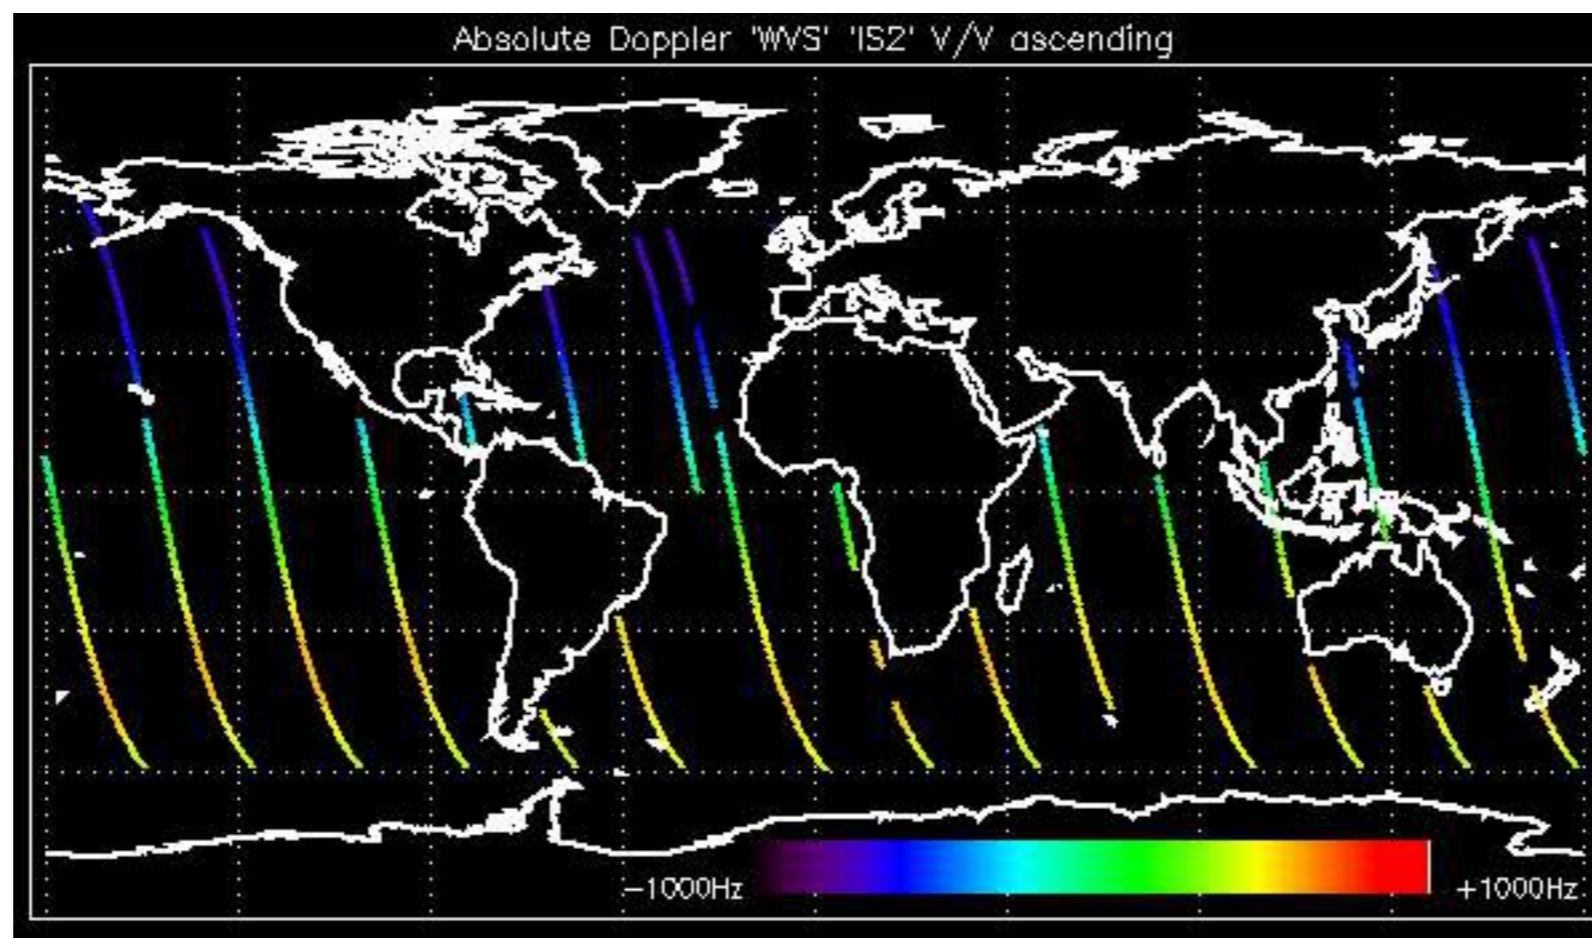 Absolute Doppler 'WVS' 'IS2' V/V ascending
-1000Hz
+1000Hz